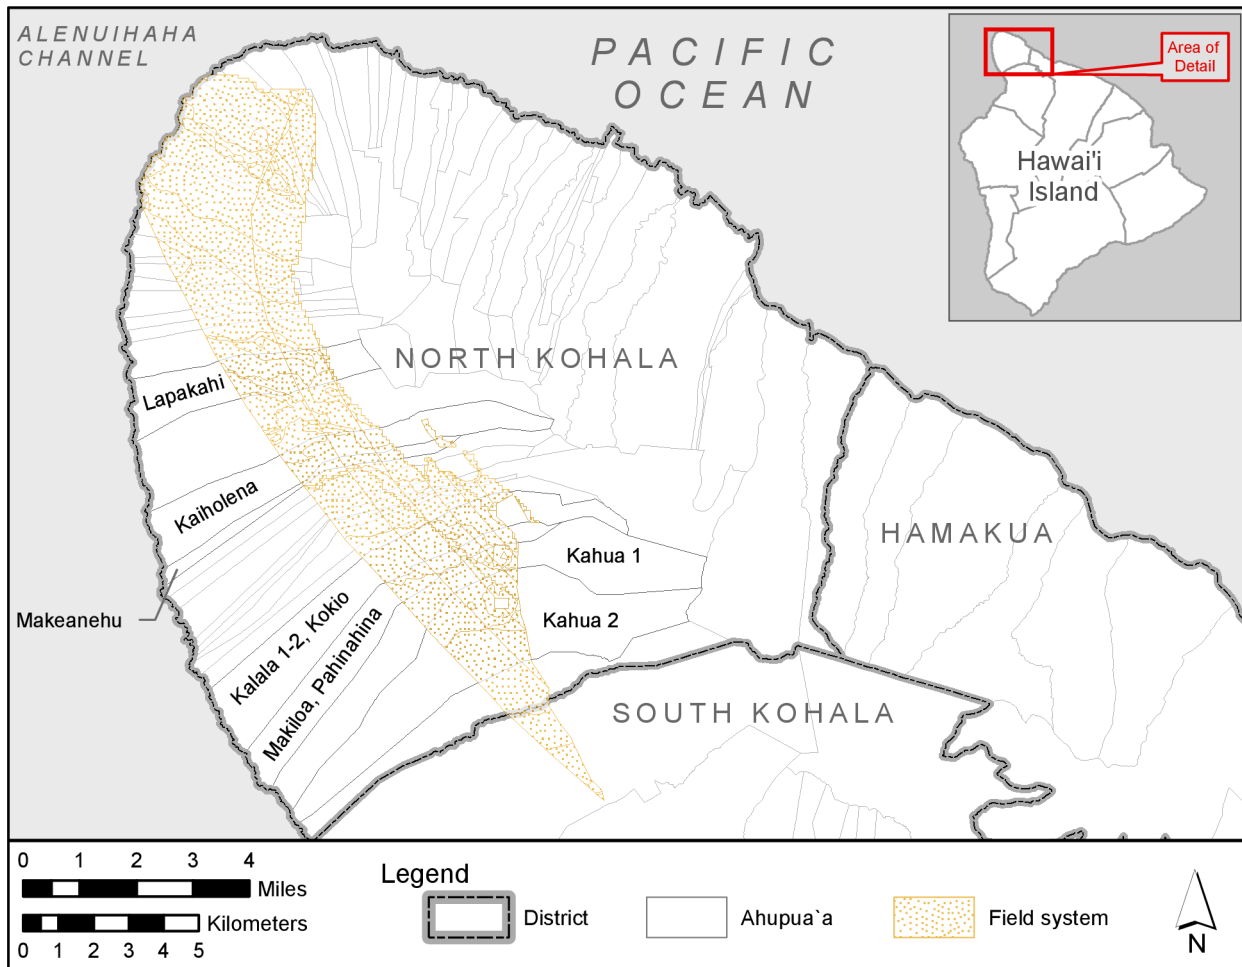 ALENUIHAHA
CHANNEL
PACIFIC
OCEAN
Area of
Detail
Hawai'i
Island
NORTH KOHALA
Lapakahi
Kaiholena
HAMAKUA
Kahua 1
Makeanehu
Kahua 2
Kalala 1-2, Kokio
Makiloa, Pahinahina
SOUTH KOHALA
0 1 2 3 4
Miles
Kilometers
0 1 2 3 4 5
Legend
District
Ahupua`a
Field system
N